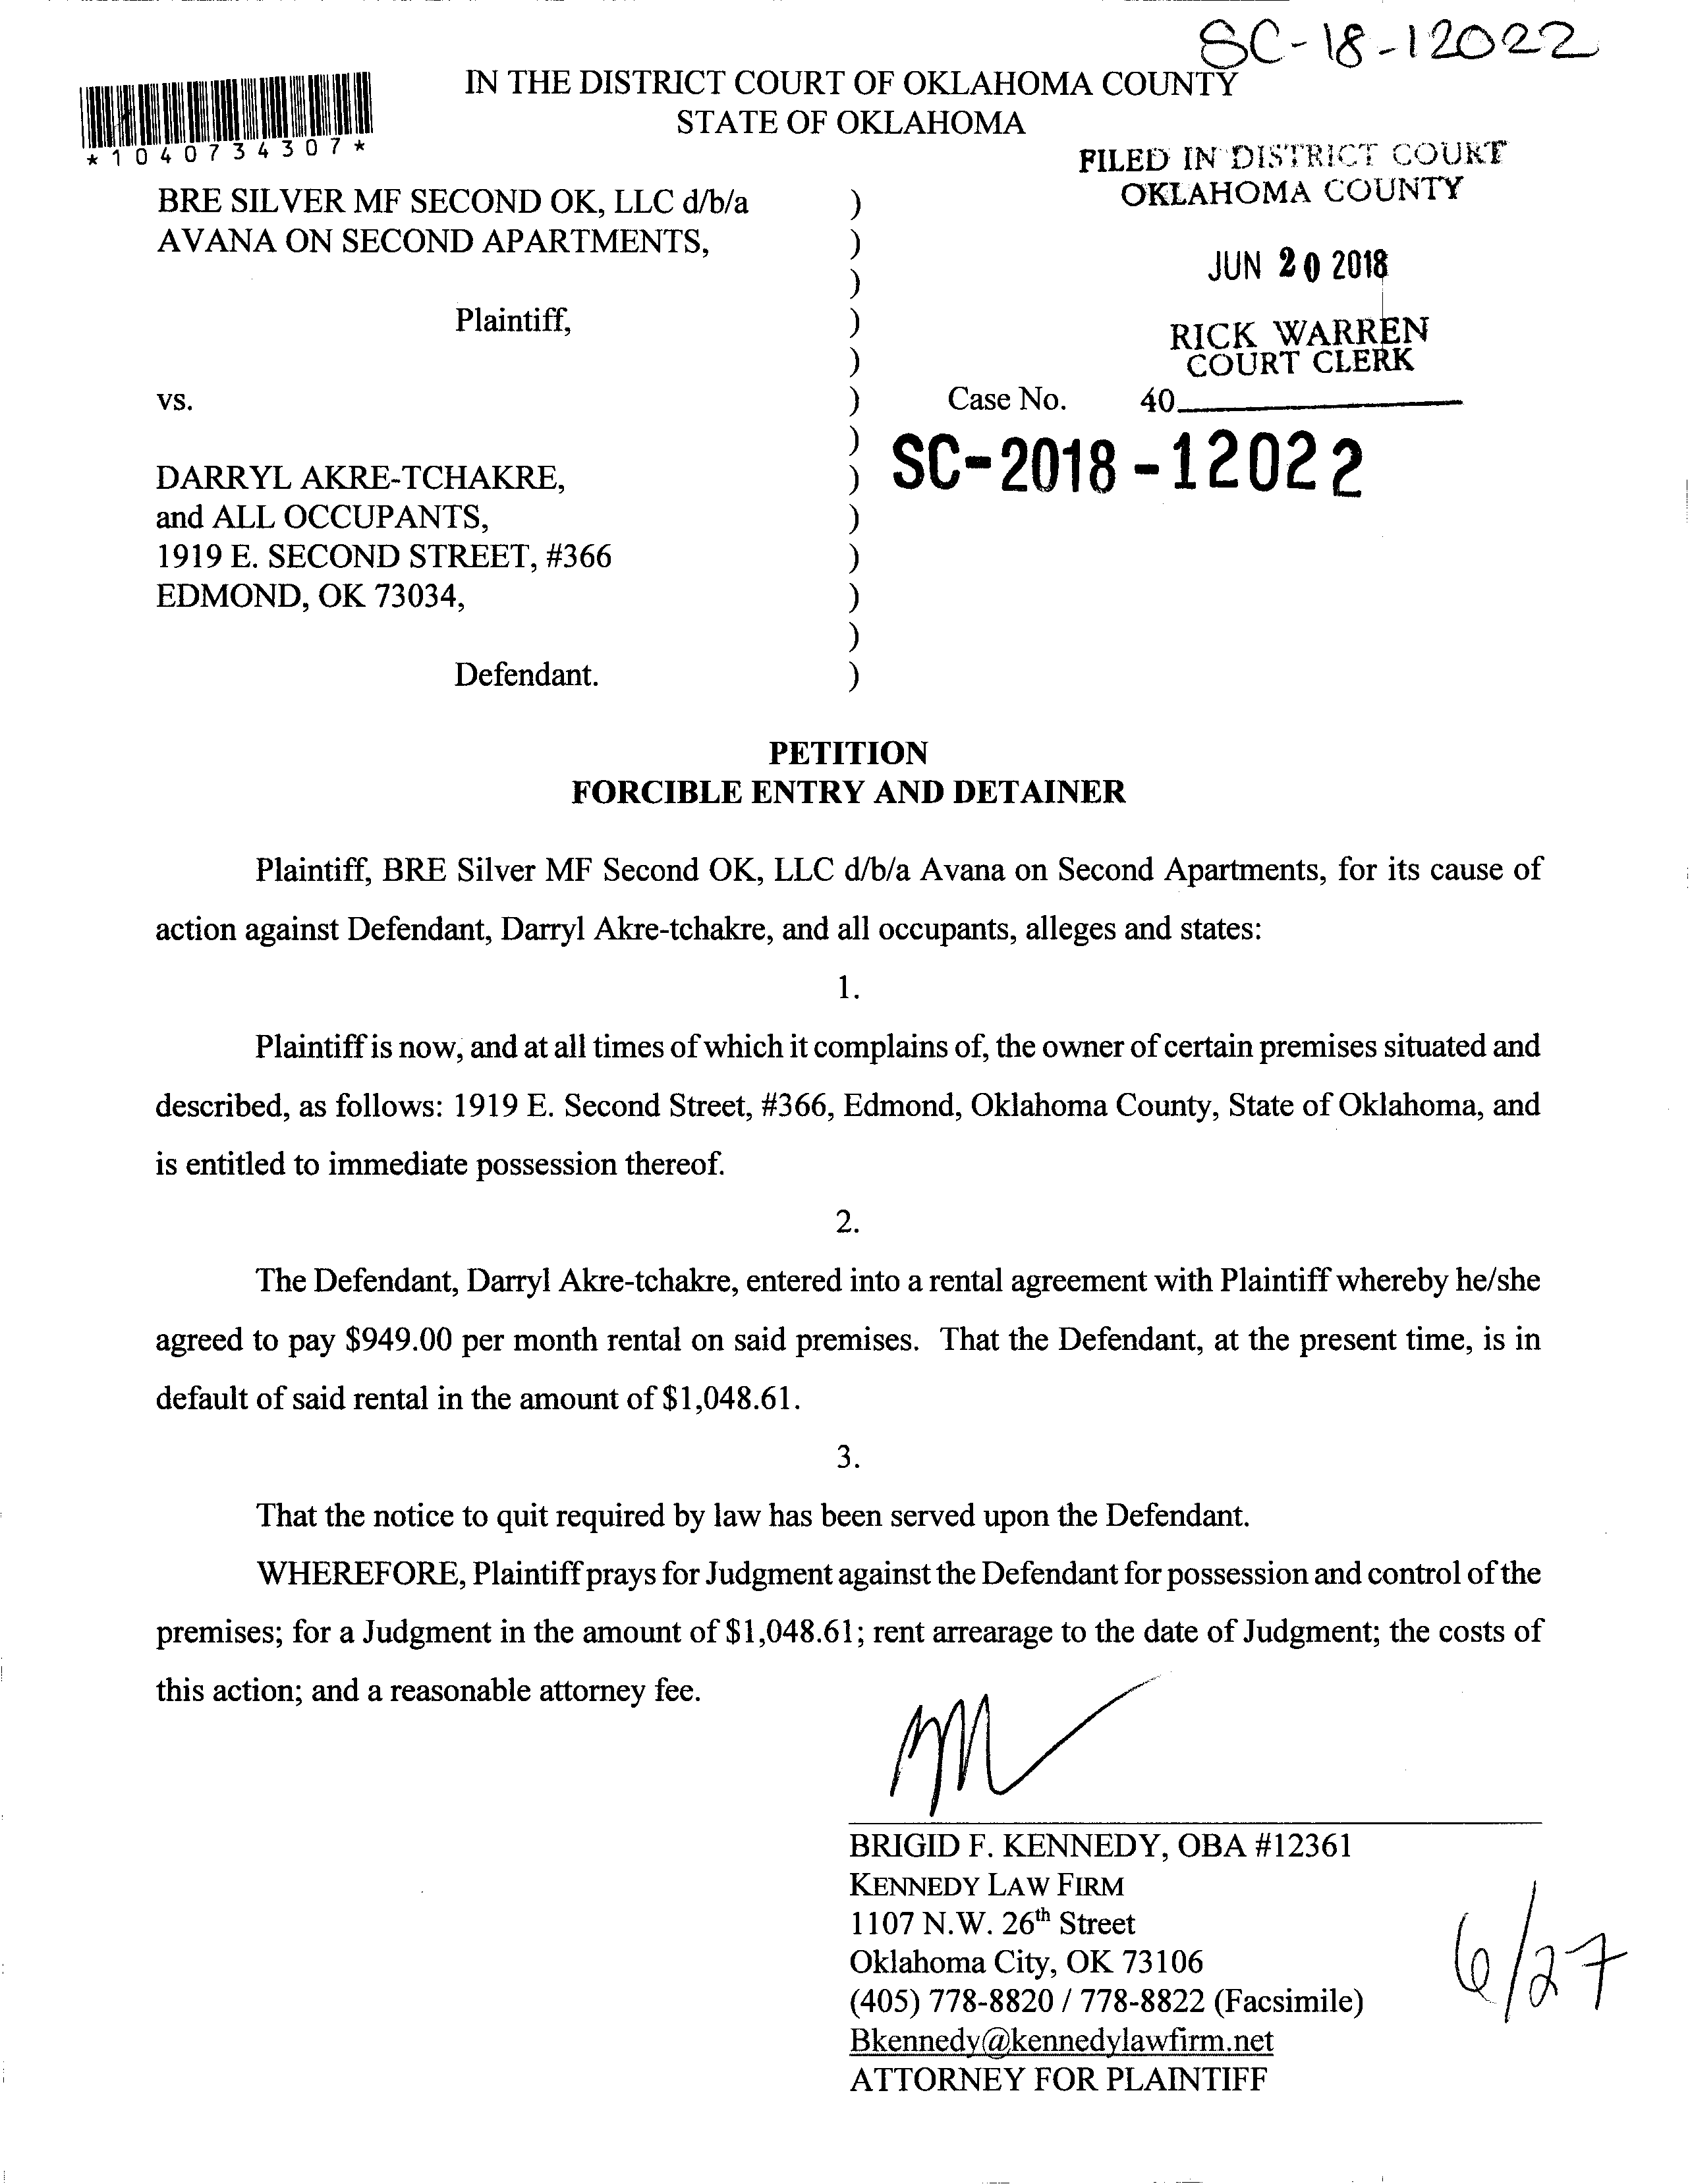 SC-18-12022
IN THE DISTRICT COURT OF OKLAHOMA COUNTY
STATE OF OKLAHOMA
*1040734307*
FILED IN DISTRICT COURT
OKLAHOMA COUNTY
JUN 20 2018
RICK WARREN
COURT CLERK
40
BRE SILVER MF SECOND OK, LLC d/b/a )
AVANA ON SECOND APARTMENTS, )
)
Plaintiff, )
)
vs. ) Case No.
) SC-2018-12022
DARRYL AKRE-TCHAKRE, )
and ALL OCCUPANTS, )
1919 E. SECOND STREET, #366 )
EDMOND, OK 73034, )
)
Defendant. )
PETITION
FORCIBLE ENTRY AND DETAINER
Plaintiff, BRE Silver MF Second OK, LLC d/b/a Avana on Second Apartments, for its cause of
action against Defendant, Darryl Akre-tchakre, and all occupants, alleges and states:
1.
Plaintiff is now, and at all times of which it complains of, the owner of certain premises situated and
described, as follows: 1919 E. Second Street, #366, Edmond, Oklahoma County, State of Oklahoma, and
is entitled to immediate possession thereof.
2.
The Defendant, Darryl Akre-tchakre, entered into a rental agreement with Plaintiff whereby he/she
agreed to pay $949.00 per month rental on said premises. That the Defendant, at the present time, is in
default of said rental in the amount of $1,048.61.
3.
That the notice to quit required by law has been served upon the Defendant.
WHEREFORE, Plaintiff prays for Judgment against the Defendant for possession and control of the
premises; for a Judgment in the amount of $1,048.61; rent arrearage to the date of Judgment; the costs of
this action; and a reasonable attorney fee.
BRIGID F. KENNEDY, OBA #12361
KENNEDY LAW FIRM
1107 N.W. 26th Street
Oklahoma City, OK 73106
(405) 778-8820 / 778-8822 (Facsimile)
Bkennedy@kennedylawfirm.net
ATTORNEY FOR PLAINTIFF
6/27